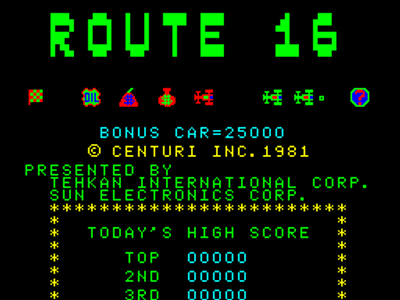 ROUTE 16
OIL ?
BONUS CAR=25000
© CENTURI INC.1981
PRESENTED BY
TEHKAN INTERNATIONAL CORP.
SUN ELECTRONICS CORP.
************************
* *
* TODAY'S HIGH SCORE *
* *
* TOP 00000 *
* 2ND 00000 *
* 3RD 00000 *